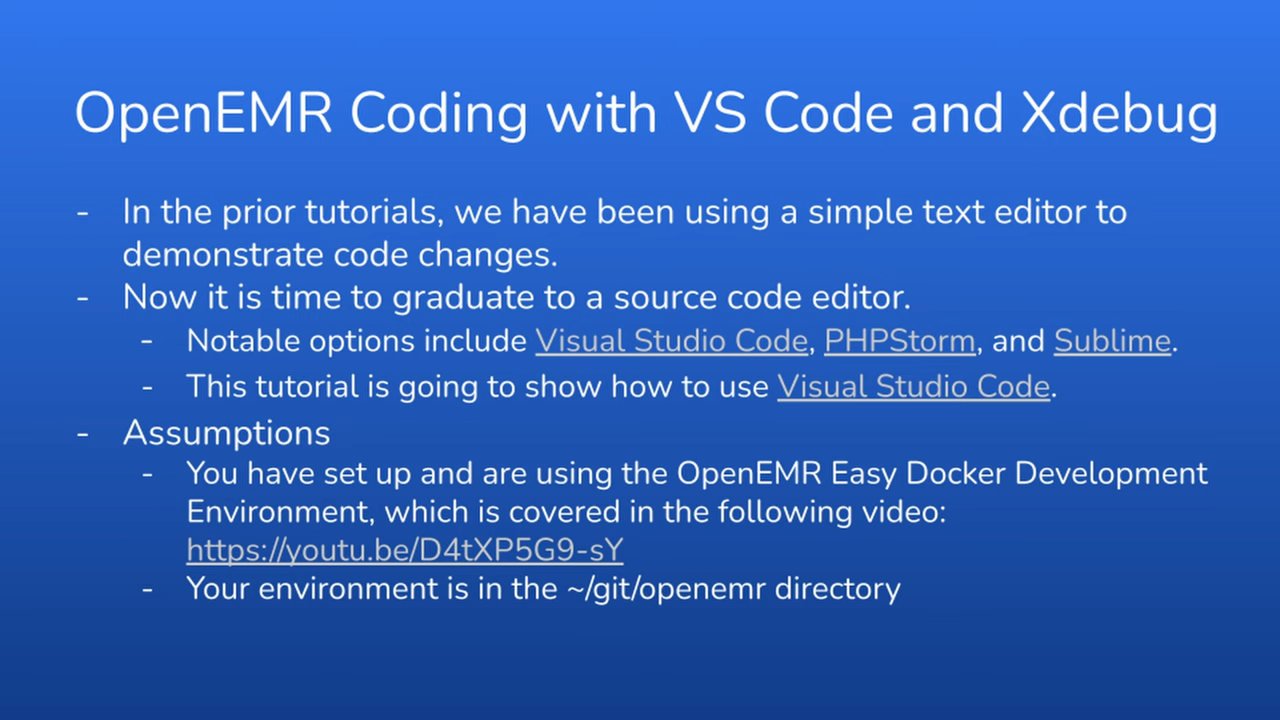 OpenEMR Coding with VS Code and Xdebug
- In the prior tutorials, we have been using a simple text editor to
demonstrate code changes.
- Now it is time to graduate to a source code editor.
- Notable options include Visual Studio Code, PHPStorm, and Sublime.
- This tutorial is going to show how to use Visual Studio Code.
- Assumptions
- You have set up and are using the OpenEMR Easy Docker Development
Environment, which is covered in the following video:
https://youtu.be/D4tXP5G9-sY
- Your environment is in the ~/git/openemr directory